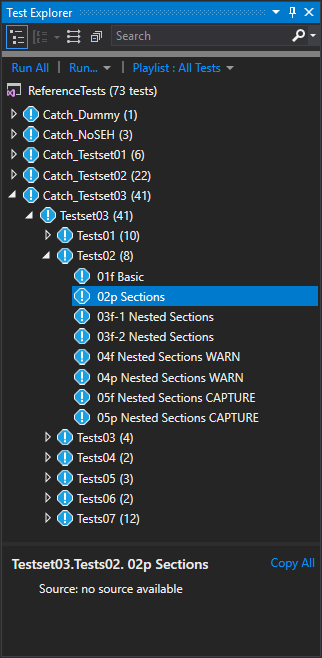 Test Explorer
Search
Run All | Run... | Playlist : All Tests
ReferenceTests (73 tests)
Catch_Dummy (1)
Catch_NoSEH (3)
Catch_Testset01 (6)
Catch_Testset02 (22)
Catch_Testset03 (41)
Testset03 (41)
Tests01 (10)
Tests02 (8)
01f Basic
02p Sections
03f-1 Nested Sections
03f-2 Nested Sections
04f Nested Sections WARN
04p Nested Sections WARN
05f Nested Sections CAPTURE
05p Nested Sections CAPTURE
Tests03 (4)
Tests04 (2)
Tests05 (3)
Tests06 (2)
Tests07 (12)
Testset03.Tests02. 02p Sections Copy All
Source: no source available